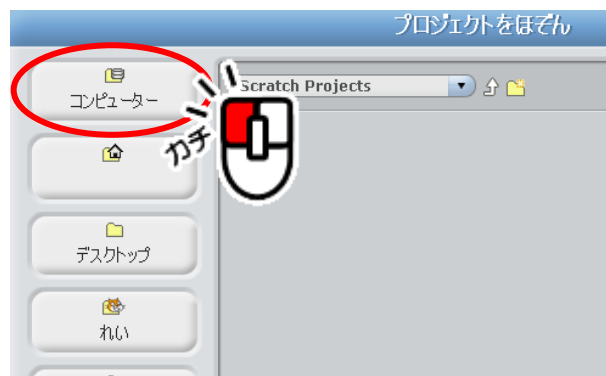 プロジェクトをほぞん
コンピューター
Scratch Projects
カチ
デスクトップ
れい